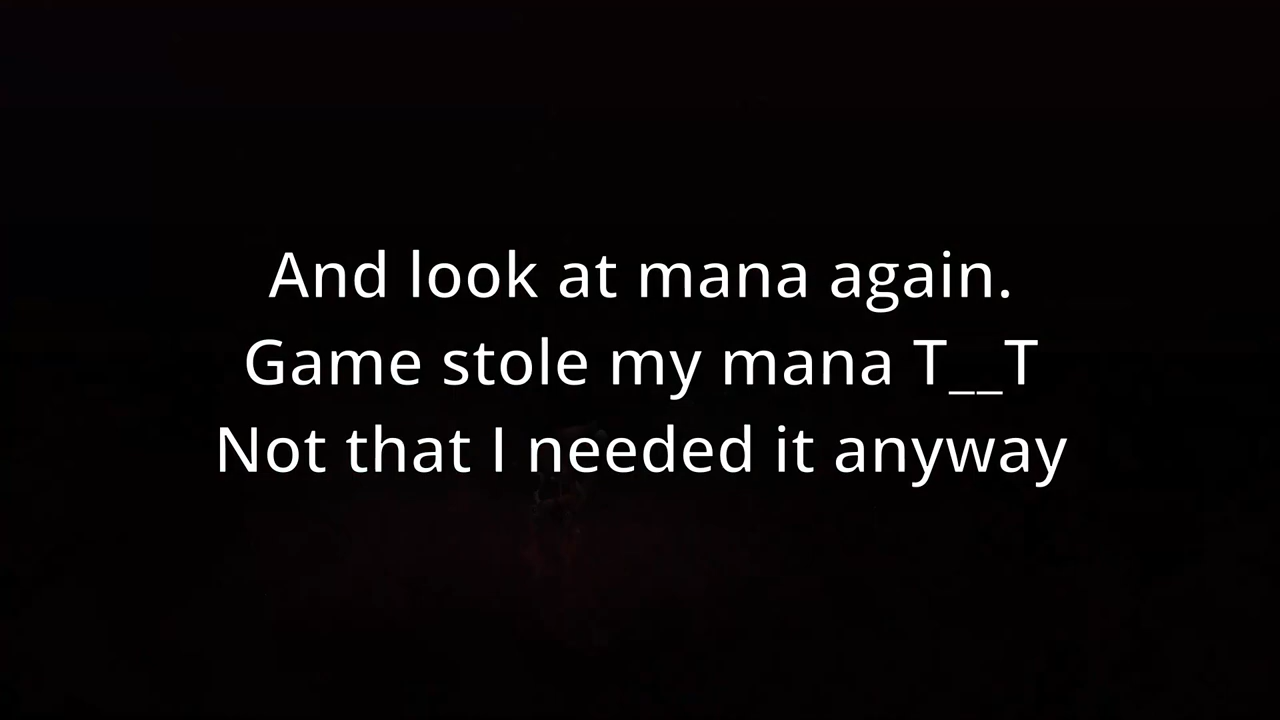 And look at mana again.
Game stole my mana T__T
Not that I needed it anyway